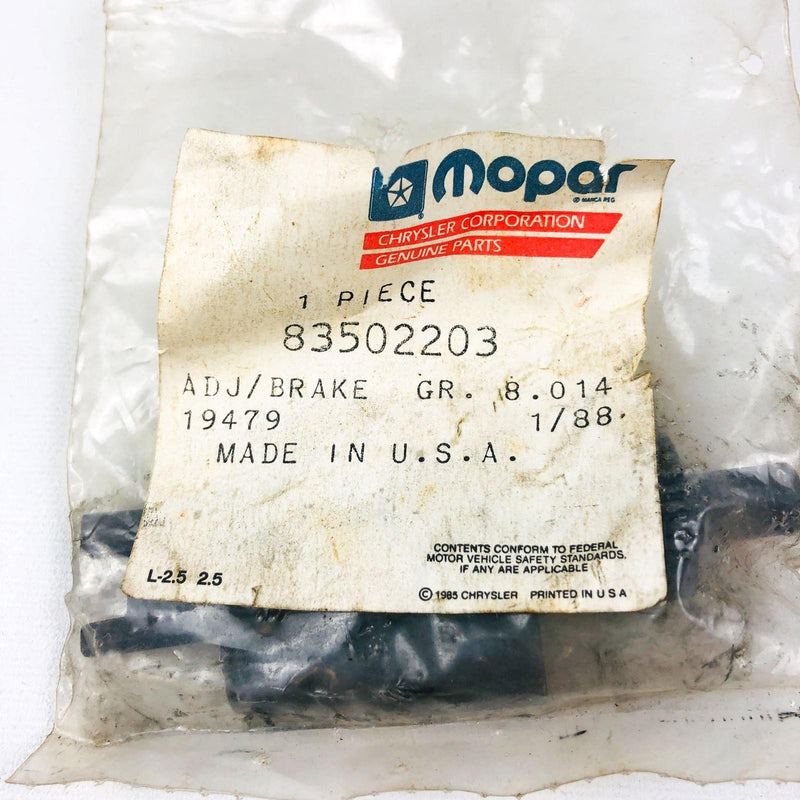 mopar
© MARCA REG
CHRYSLER CORPORATION
GENUINE PARTS
1 PIECE
83502203
ADJ/BRAKE GR. 8.014
19479 1/88
MADE IN U.S.A.
CONTENTS CONFORM TO FEDERAL
MOTOR VEHICLE SAFETY STANDARDS,
IF ANY ARE APPLICABLE
L-2.5 2.5
© 1985 CHRYSLER PRINTED IN U S A